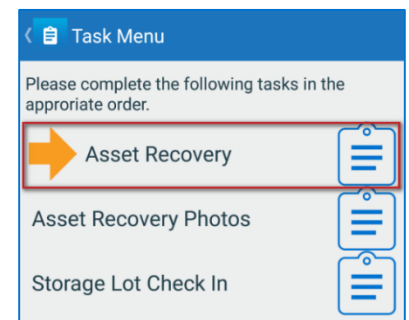 Task Menu
Please complete the following tasks in the
approriate order.
Asset Recovery
Asset Recovery Photos
Storage Lot Check In